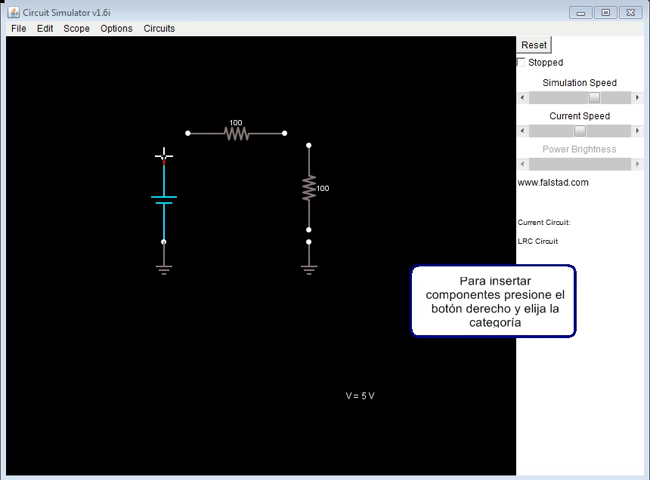 Circuit Simulator v1.6i
File Edit Scope Options Circuits
Reset
Stopped
Simulation Speed
Current Speed
Power Brightness
www.falstad.com
Current Circuit:
LRC Circuit
100
100
Para insertar
componentes presione el
botón derecho y elija la
categoría
V = 5 V